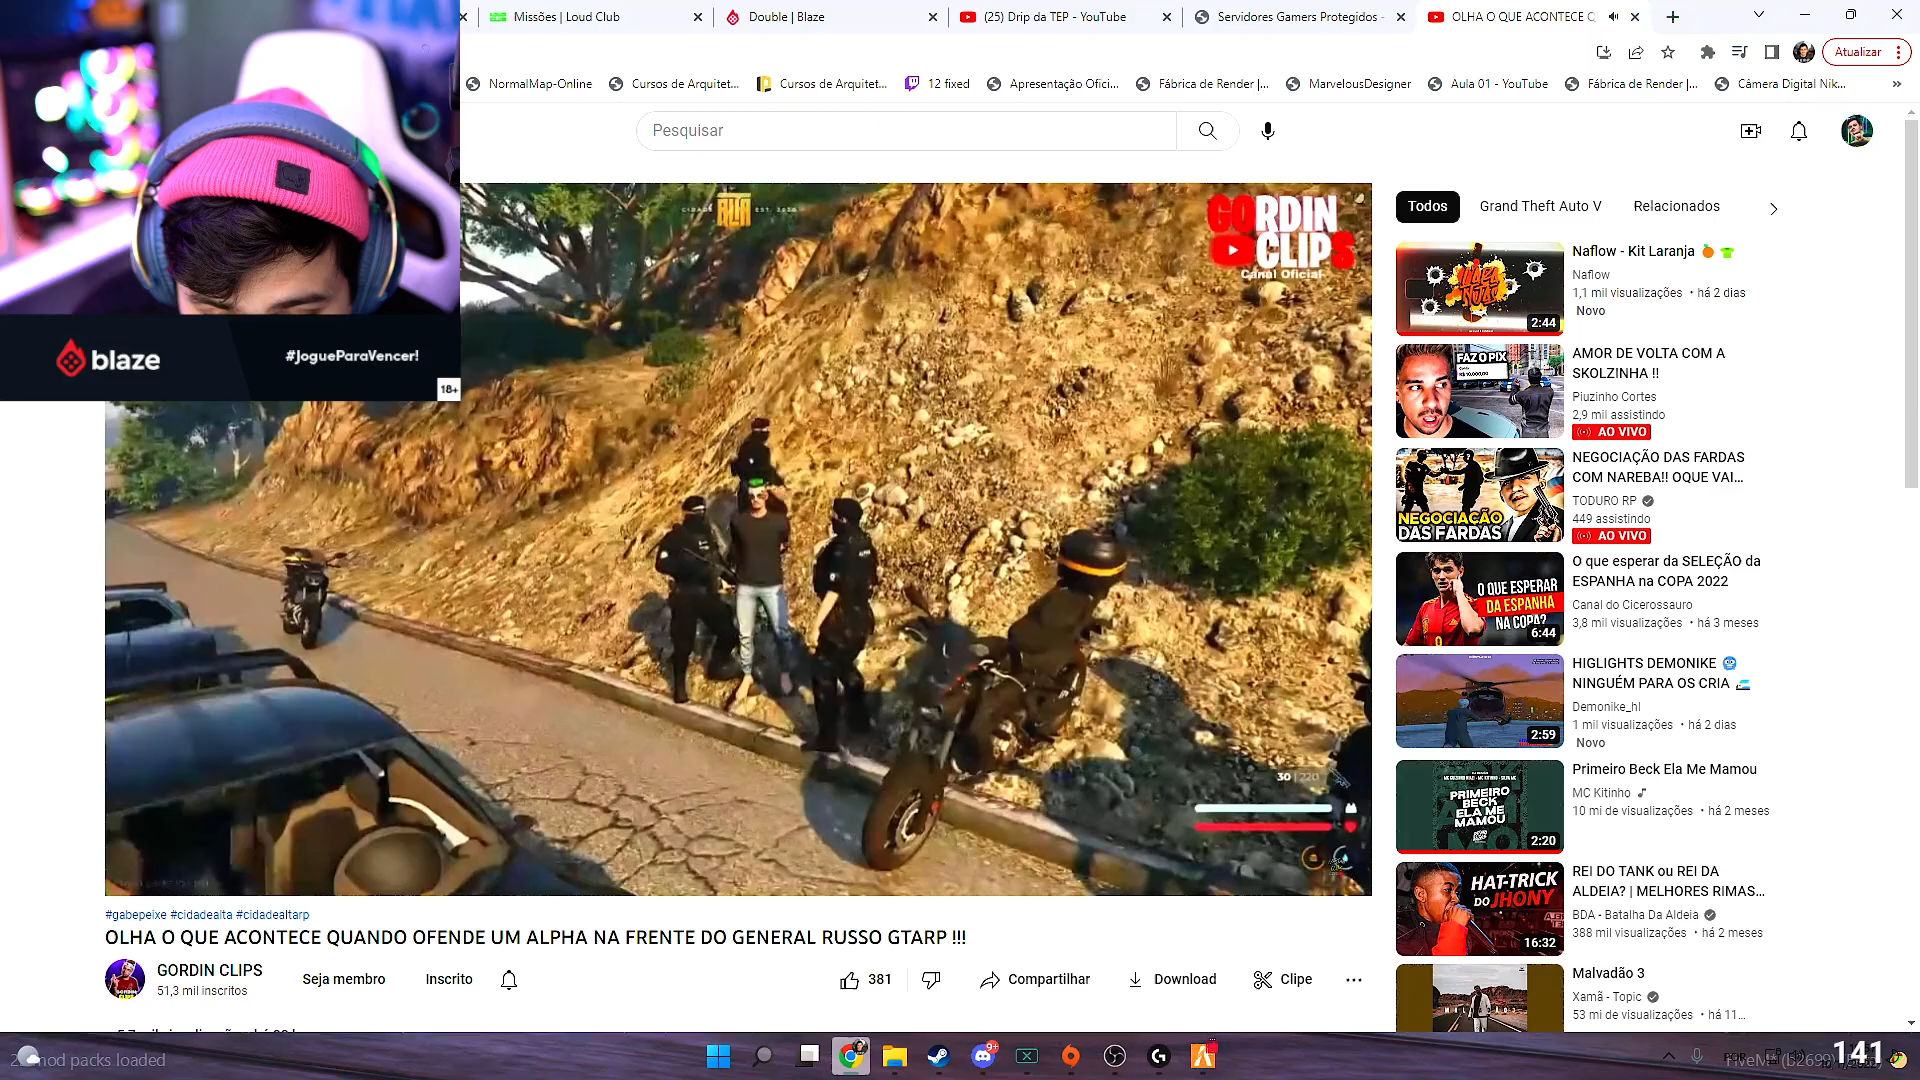 Missões | Loud Club
Double | Blaze
(25) Drip da TEP - YouTube
Servidores Gamers Protegidos -
OLHA O QUE ACONTECE Q
Atualizar
NormalMap-Online
Cursos de Arquitet...
Cursos de Arquitet...
12 fixed
Apresentação Ofici...
Fábrica de Render |...
MarvelousDesigner
Aula 01 - YouTube
Fábrica de Render |...
Câmera Digital Nik...
»
Pesquisar
blaze
#JogueParaVencer!
18+
CIDADE ALTA EST. 2020
GORDIN
CLIPS
Canal Oficial
30 | 220
#gabepeixe #cidadealta #cidadealtarp
OLHA O QUE ACONTECE QUANDO OFENDE UM ALPHA NA FRENTE DO GENERAL RUSSO GTARP !!!
GORDIN CLIPS
51,3 mil inscritos
Seja membro
Inscrito
381
Compartilhar
Download
Clipe
Todos
Grand Theft Auto V
Relacionados
2:44
Naflow - Kit Laranja
Naflow
1,1 mil visualizações • há 2 dias
Novo
FAZ O PIX
AMOR DE VOLTA COM A
SKOLZINHA !!
Piuzinho Cortes
2,9 mil assistindo
AO VIVO
NEGOCIAÇÃO
DAS FARDAS
NEGOCIAÇÃO DAS FARDAS
COM NAREBA!! OQUE VAI...
TODURO RP
449 assistindo
AO VIVO
O QUE ESPERAR
DA ESPANHA
NA COPA?
6:44
O que esperar da SELEÇÃO da
ESPANHA na COPA 2022
Canal do Cicerossauro
3,8 mil visualizações • há 3 meses
2:59
HIGLIGHTS DEMONIKE
NINGUÉM PARA OS CRIA
Demonike_hl
1 mil visualizações • há 2 dias
Novo
PRIMEIRO
BECK
ELA ME
MAMOU
2:20
Primeiro Beck Ela Me Mamou
MC Kitinho
10 mi de visualizações • há 2 meses
HAT-TRICK
DO JHONY
16:32
REI DO TANK ou REI DA
ALDEIA? | MELHORES RIMAS...
BDA - Batalha Da Aldeia
388 mil visualizações • há 2 meses
Malvadão 3
Xamã - Topic
53 mi de visualizações • há 11...
mod packs loaded
9+
141